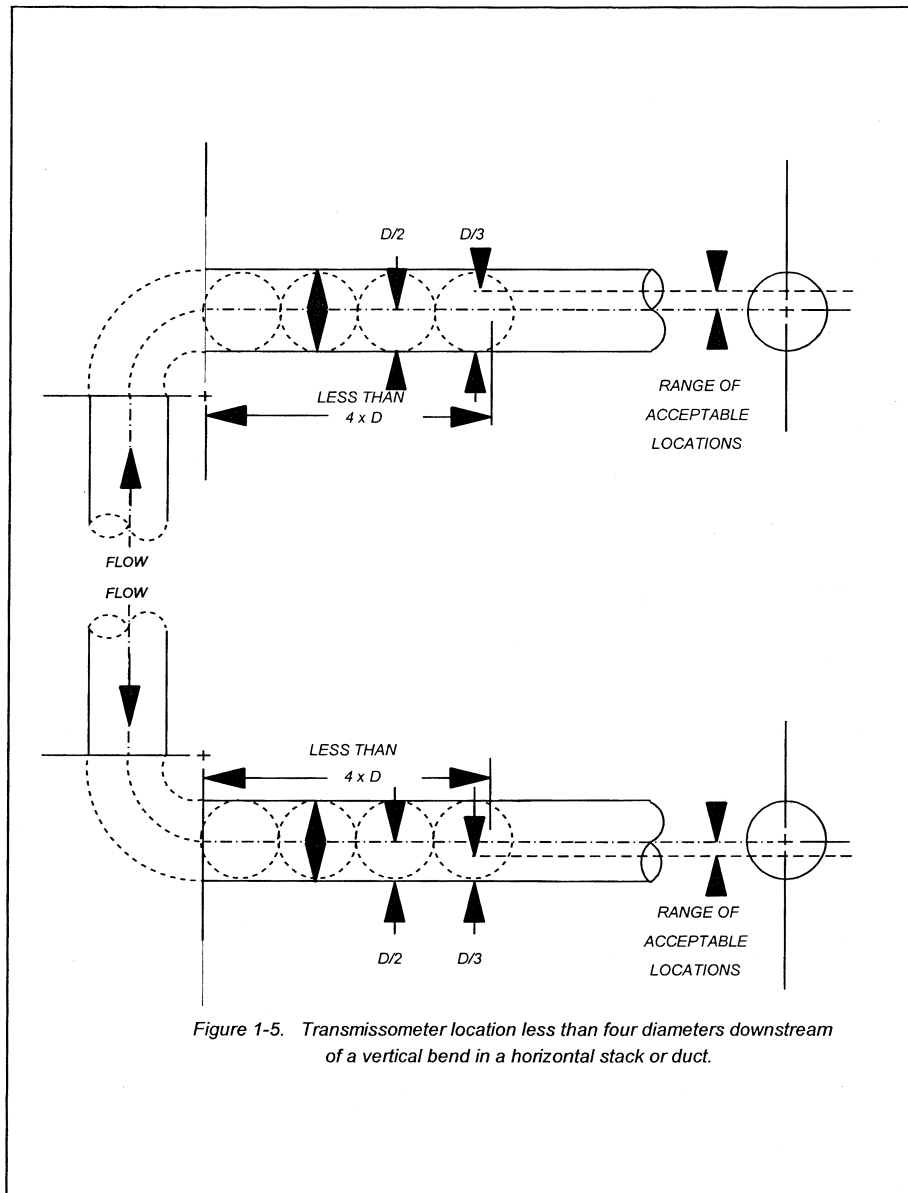 D/2
D/3
LESS THAN
4 x D
RANGE OF
ACCEPTABLE
LOCATIONS
FLOW
FLOW
LESS THAN
4 x D
D/2
D/3
RANGE OF
ACCEPTABLE
LOCATIONS
Figure 1-5. Transmissometer location less than four diameters downstream
of a vertical bend in a horizontal stack or duct.